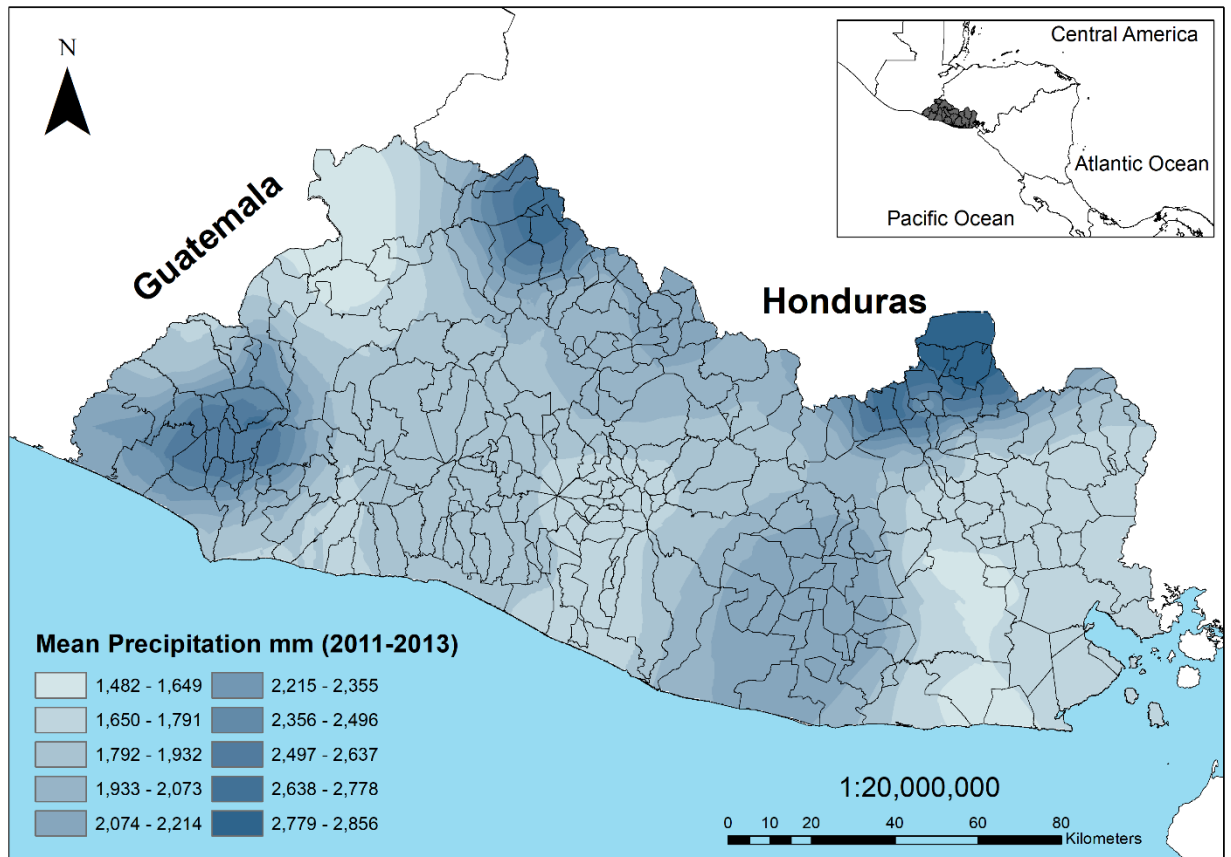 N
Central America
Atlantic Ocean
Pacific Ocean
Guatemala
Honduras
Mean Precipitation mm (2011-2013)
1,482 - 1,649 2,215 - 2,355
1,650 - 1,791 2,356 - 2,496
1,792 - 1,932 2,497 - 2,637
1,933 - 2,073 2,638 - 2,778
2,074 - 2,214 2,779 - 2,856
1:20,000,000
0 5 10 20 40 60 80
Kilometers